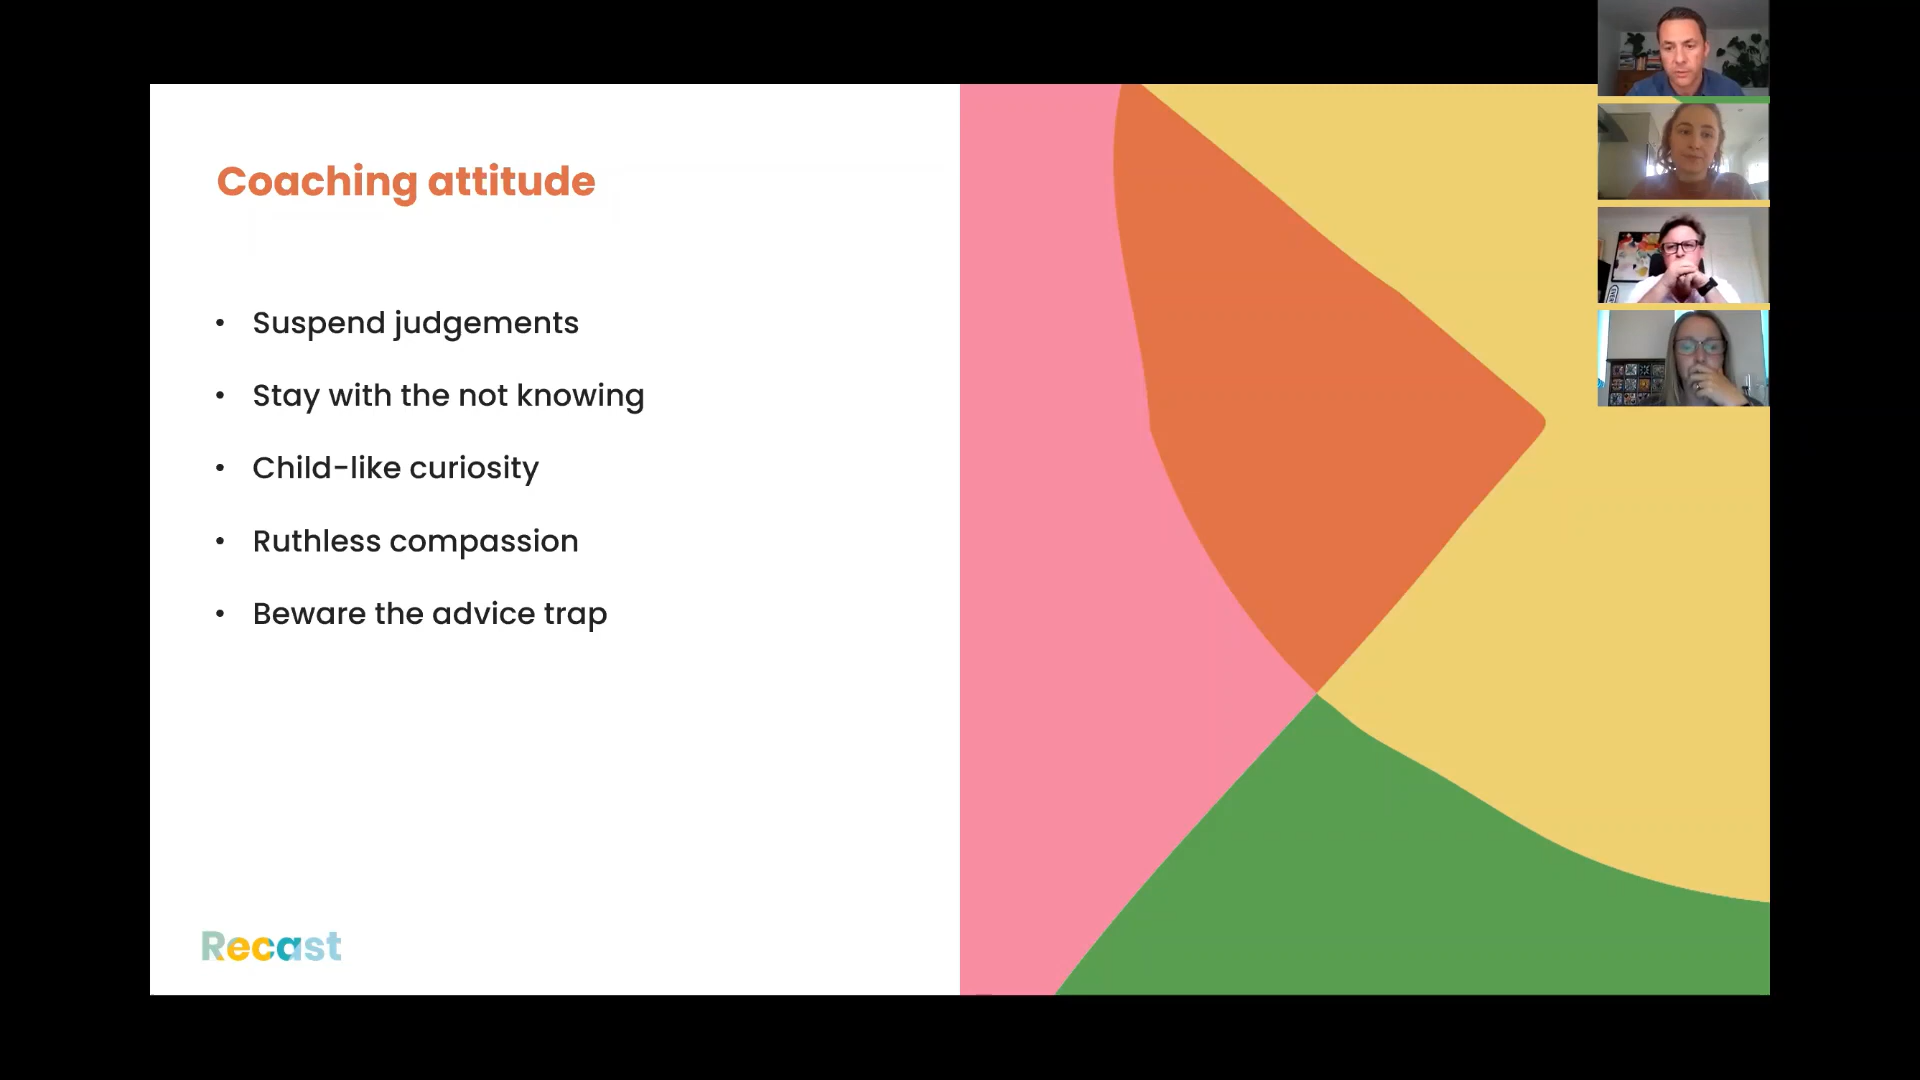 Coaching attitude
• Suspend judgements
• Stay with the not knowing
• Child-like curiosity
• Ruthless compassion
• Beware the advice trap
Recast